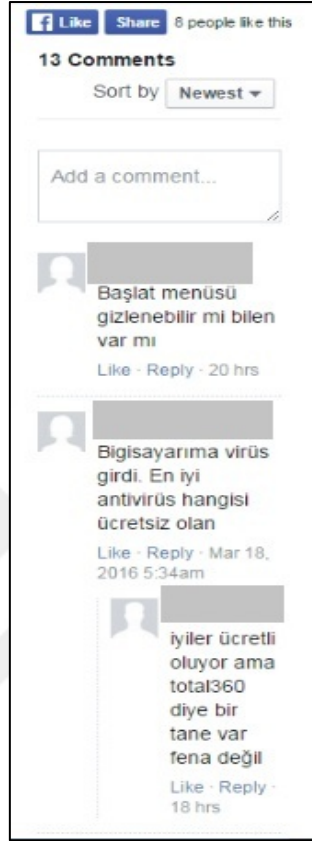 Like Share 8 people like this
13 Comments
Sort by Newest
Add a comment...
Başlat menüsü
gizlenebilir mi bilen
var mı
Like · Reply · 20 hrs
Bigisayarıma virüs
girdi. En iyi
antivirüs hangisi
ücretsiz olan
Like · Reply · Mar 18,
2016 5:34am
iyiler ücretli
oluyor ama
total360
diye bir
tane var
fena değil
Like · Reply ·
18 hrs